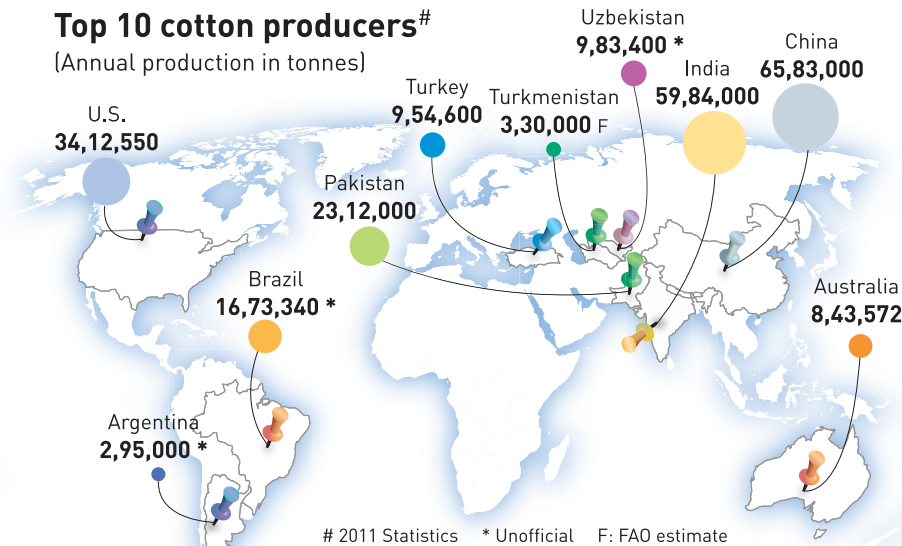 Top 10 cotton producers#
(Annual production in tonnes)
U.S.
34,12,550
Turkey
9,54,600
Turkmenistan
3,30,000 F
Uzbekistan
9,83,400 *
India
59,84,000
China
65,83,000
Pakistan
23,12,000
Brazil
16,73,340 *
Australia
8,43,572
Argentina
2,95,000 *
# 2011 Statistics * Unofficial F: FAO estimate